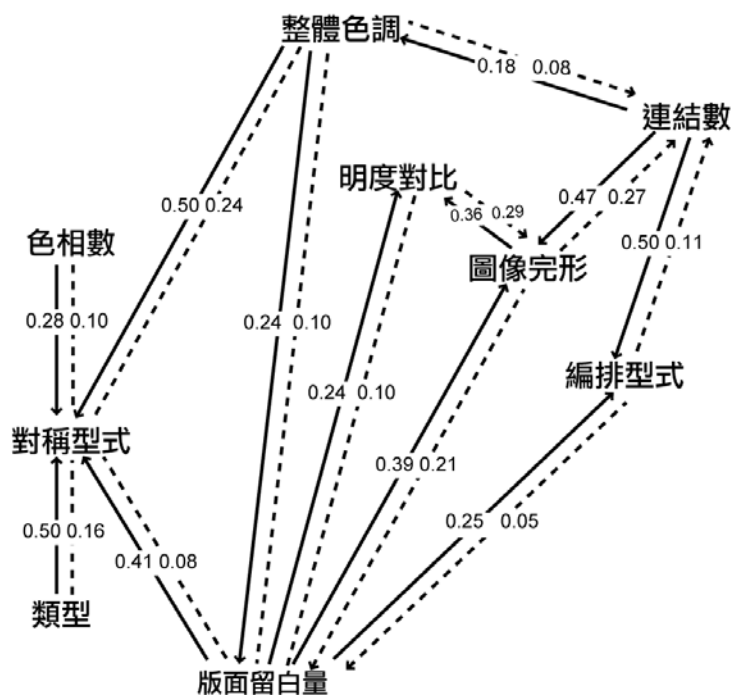 整體色調
0.18 0.08
連結數
明度對比
0.50 0.24
0.36 0.29
0.47 0.27
色相數
圖像完形
0.50 0.11
0.28 0.10
0.24 0.10
編排型式
0.24 0.10
對稱型式
0.39 0.21
0.50 0.16
0.25 0.05
0.41 0.08
類型
版面留白量